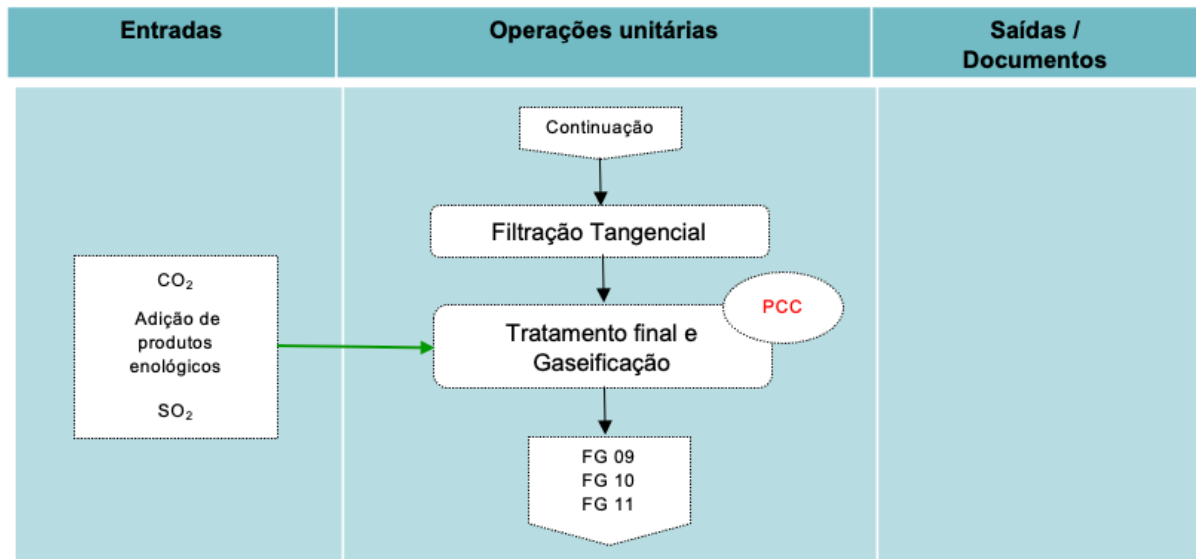 Entradas
Operações unitárias
Saídas /
Documentos
Continuação
Filtração Tangencial
CO₂
Adição de
produtos
enológicos
SO₂
PCC
Tratamento final e
Gaseificação
FG 09
FG 10
FG 11